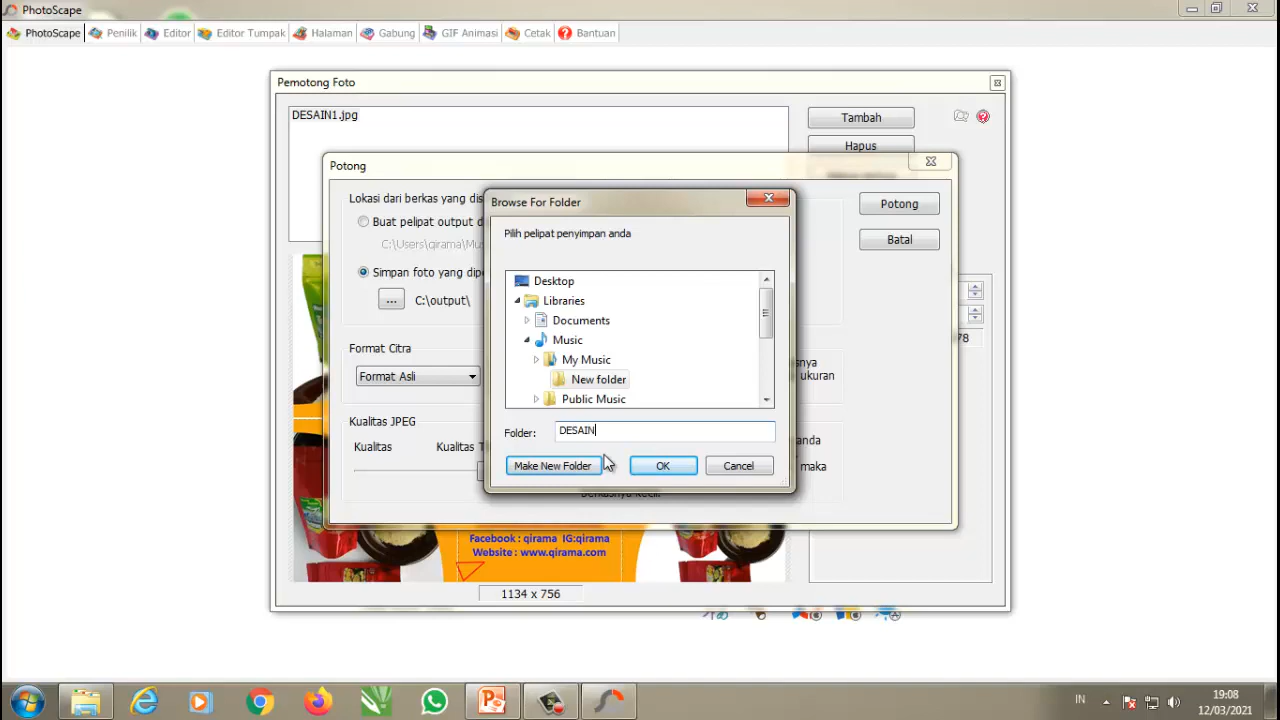 PhotoScape
PhotoScape Penilik Editor Editor Tumpak Halaman Gabung GIF Animasi Cetak Bantuan
Pemotong Foto
DESAIN1.jpg
Tambah
Hapus
Potong
Lokasi dari berkas yang dis
Buat pelipat output d
C:\Users\qirama\Mu
Simpan foto yang dip
... C:\output\
Format Citra
Format Asli
Kualitas JPEG
Kualitas Kualitas T
Potong
Batal
78
ukuran
anda
maka
Browse For Folder
Pilih pelipat penyimpan anda
Desktop
Libraries
Documents
Music
My Music
New folder
Public Music
Folder: DESAIN
Make New Folder OK Cancel
Facebook : qirama IG:qirama
Website : www.qirama.com
1134 x 756
IN
19:08
12/03/2021